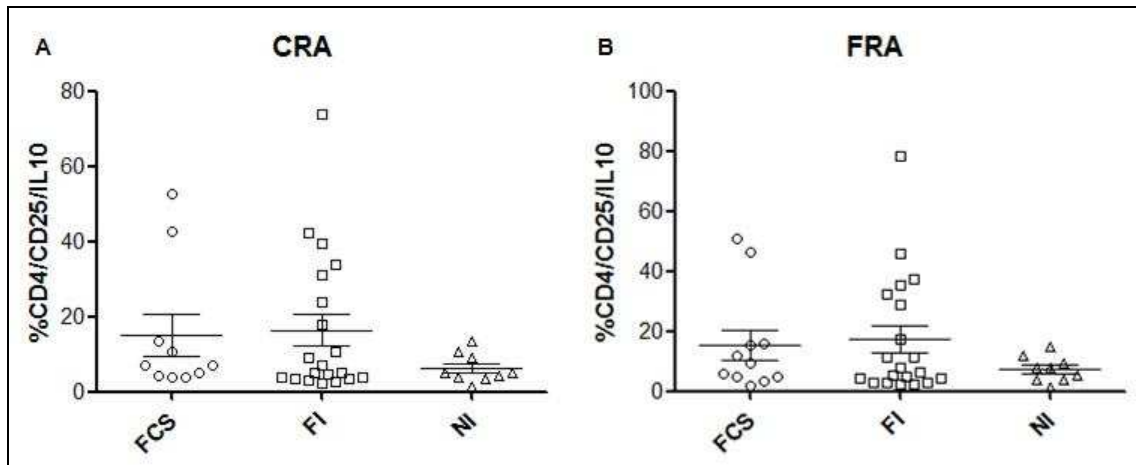 A
CRA
%CD4/CD25/IL10
80
60
40
20
0
FCS
FI
NI
B
FRA
%CD4/CD25/IL10
100
80
60
40
20
0
FCS
FI
NI